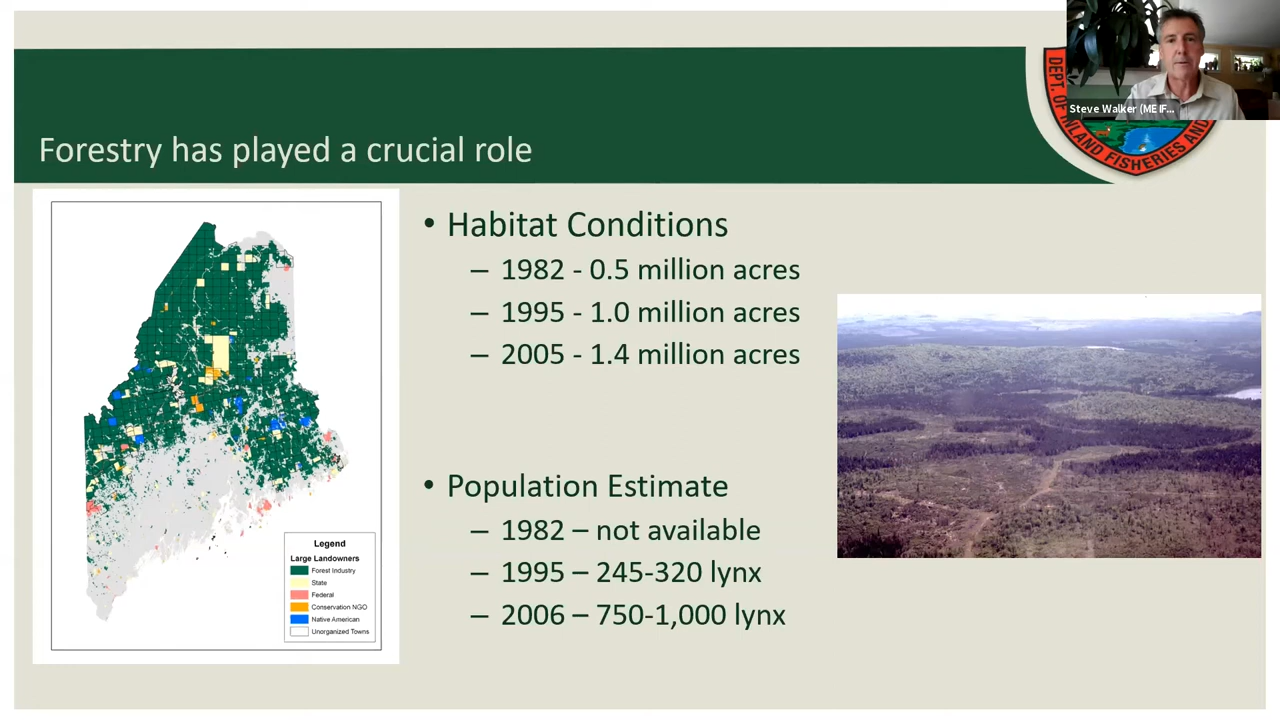 Steve Walker (ME IF...
DEPT. OF INLAND FISHERIES AND
Forestry has played a crucial role
• Habitat Conditions
– 1982 - 0.5 million acres
– 1995 - 1.0 million acres
– 2005 - 1.4 million acres
• Population Estimate
– 1982 – not available
– 1995 – 245-320 lynx
– 2006 – 750-1,000 lynx
Legend
Large Landowners
Forest Industry
State
Federal
Conservation NGO
Native American
Unorganized Towns